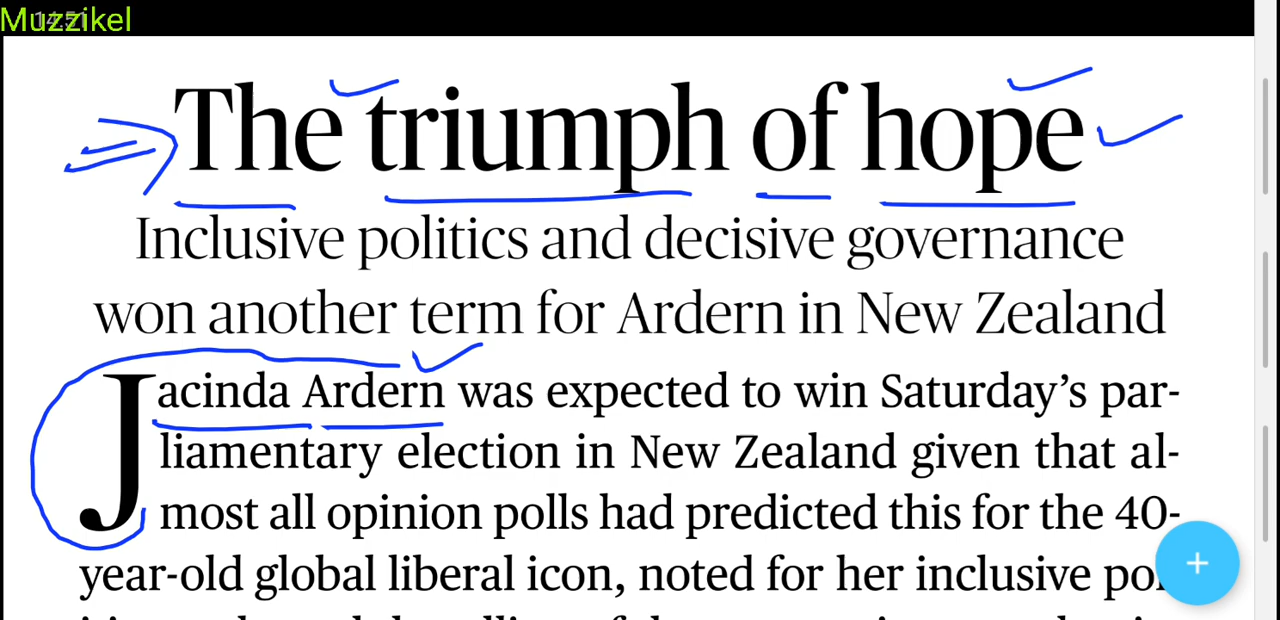 Muzzikel
The triumph of hope
Inclusive politics and decisive governance
won another term for Ardern in New Zealand
Jacinda Ardern was expected to win Saturday's par-
liamentary election in New Zealand given that al-
most all opinion polls had predicted this for the 40-
year-old global liberal icon, noted for her inclusive